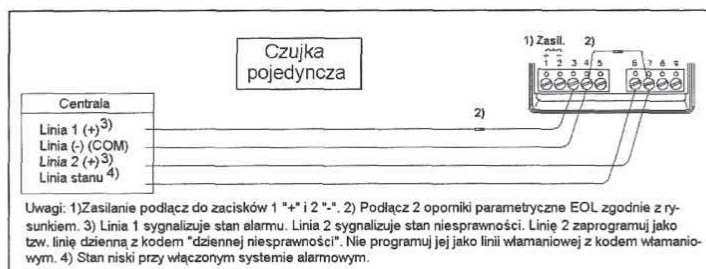 Czujka
pojedyncza
1) Zasil.
2)
+ -
1 2 3 4 5 6 7 8 9
Centrala
Linia 1 (+)3)
2)
Linia (-) (COM)
Linia 2 (+)3)
Linia stanu 4)
Uwagi: 1)Zasilanie podłącz do zacisków 1 "+" i 2 "-". 2) Podłącz 2 oporniki parametryczne EOL zgodnie z ry-
sunkiem. 3) Linia 1 sygnalizuje stan alarmu. Linia 2 sygnalizuje stan niesprawności. Linię 2 zaprogramuj jako
tzw. linię dzienną z kodem "dziennej niesprawności". Nie programuj jej jako linii włamaniowej z kodem włamanio-
wym. 4) Stan niski przy włączonym systemie alarmowym.